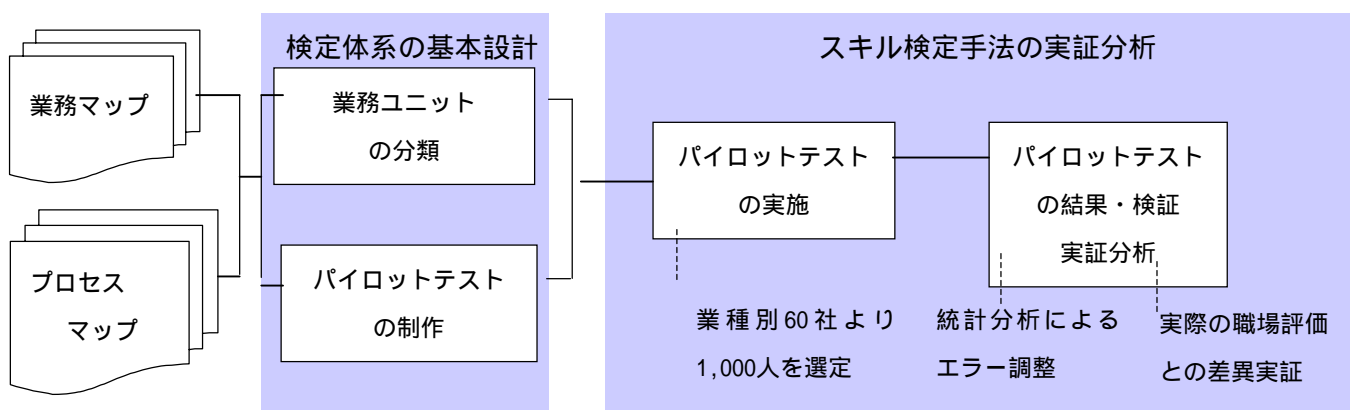 検定体系の基本設計
スキル検定手法の実証分析
業務マップ
プロセス
マップ
業務ユニット
の分類
パイロットテスト
の制作
パイロットテスト
の実施
パイロットテスト
の結果・検証
実証分析
業種別60社より
1,000人を選定
統計分析による
エラー調整
実際の職場評価
との差異実証